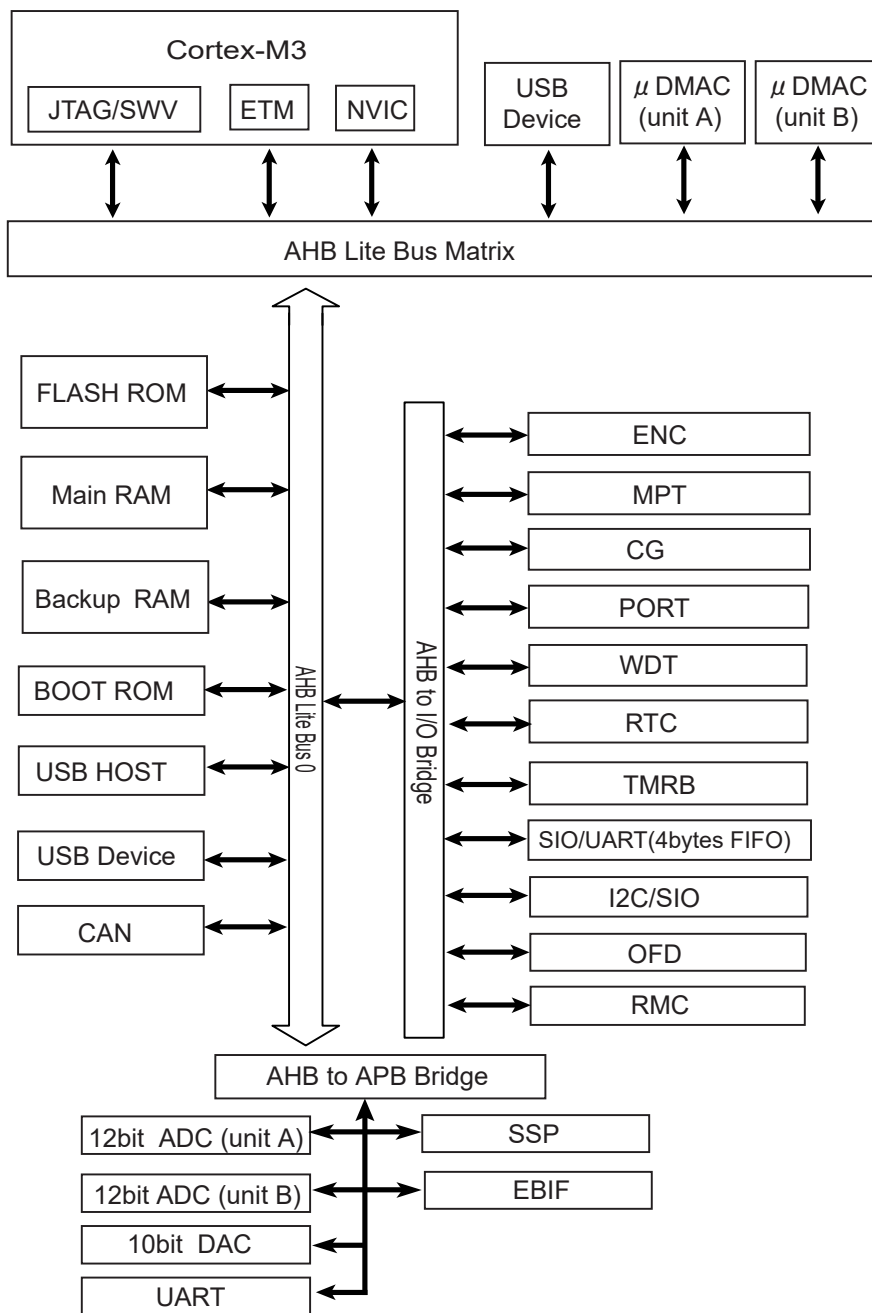 Cortex-M3
JTAG/SWV
ETM
NVIC
USB
Device
μ DMAC
(unit A)
μ DMAC
(unit B)
AHB Lite Bus Matrix
FLASH ROM
Main RAM
Backup RAM
BOOT ROM
USB HOST
USB Device
CAN
AHB Lite Bus 0
AHB to I/O Bridge
ENC
MPT
CG
PORT
WDT
RTC
TMRB
SIO/UART(4bytes FIFO)
I2C/SIO
OFD
RMC
AHB to APB Bridge
12bit ADC (unit A)
SSP
12bit ADC (unit B)
EBIF
10bit DAC
UART